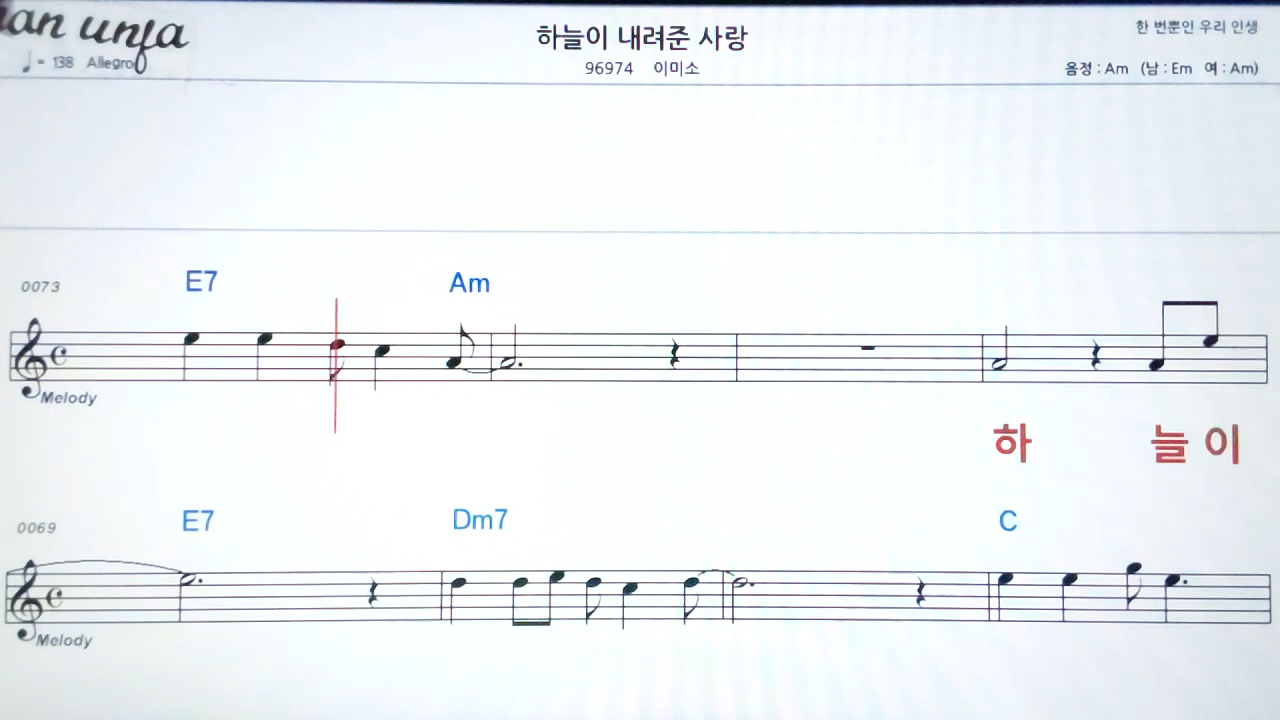 an unfa
하늘이 내려준 사랑
한 번뿐인 우리 인생
♩ = 138 Allegro
96974 이미소
음정 : Am (남 : Em 여 : Am)
0073
E7 Am
Melody
하 늘 이
0069
E7 Dm7 C
Melody